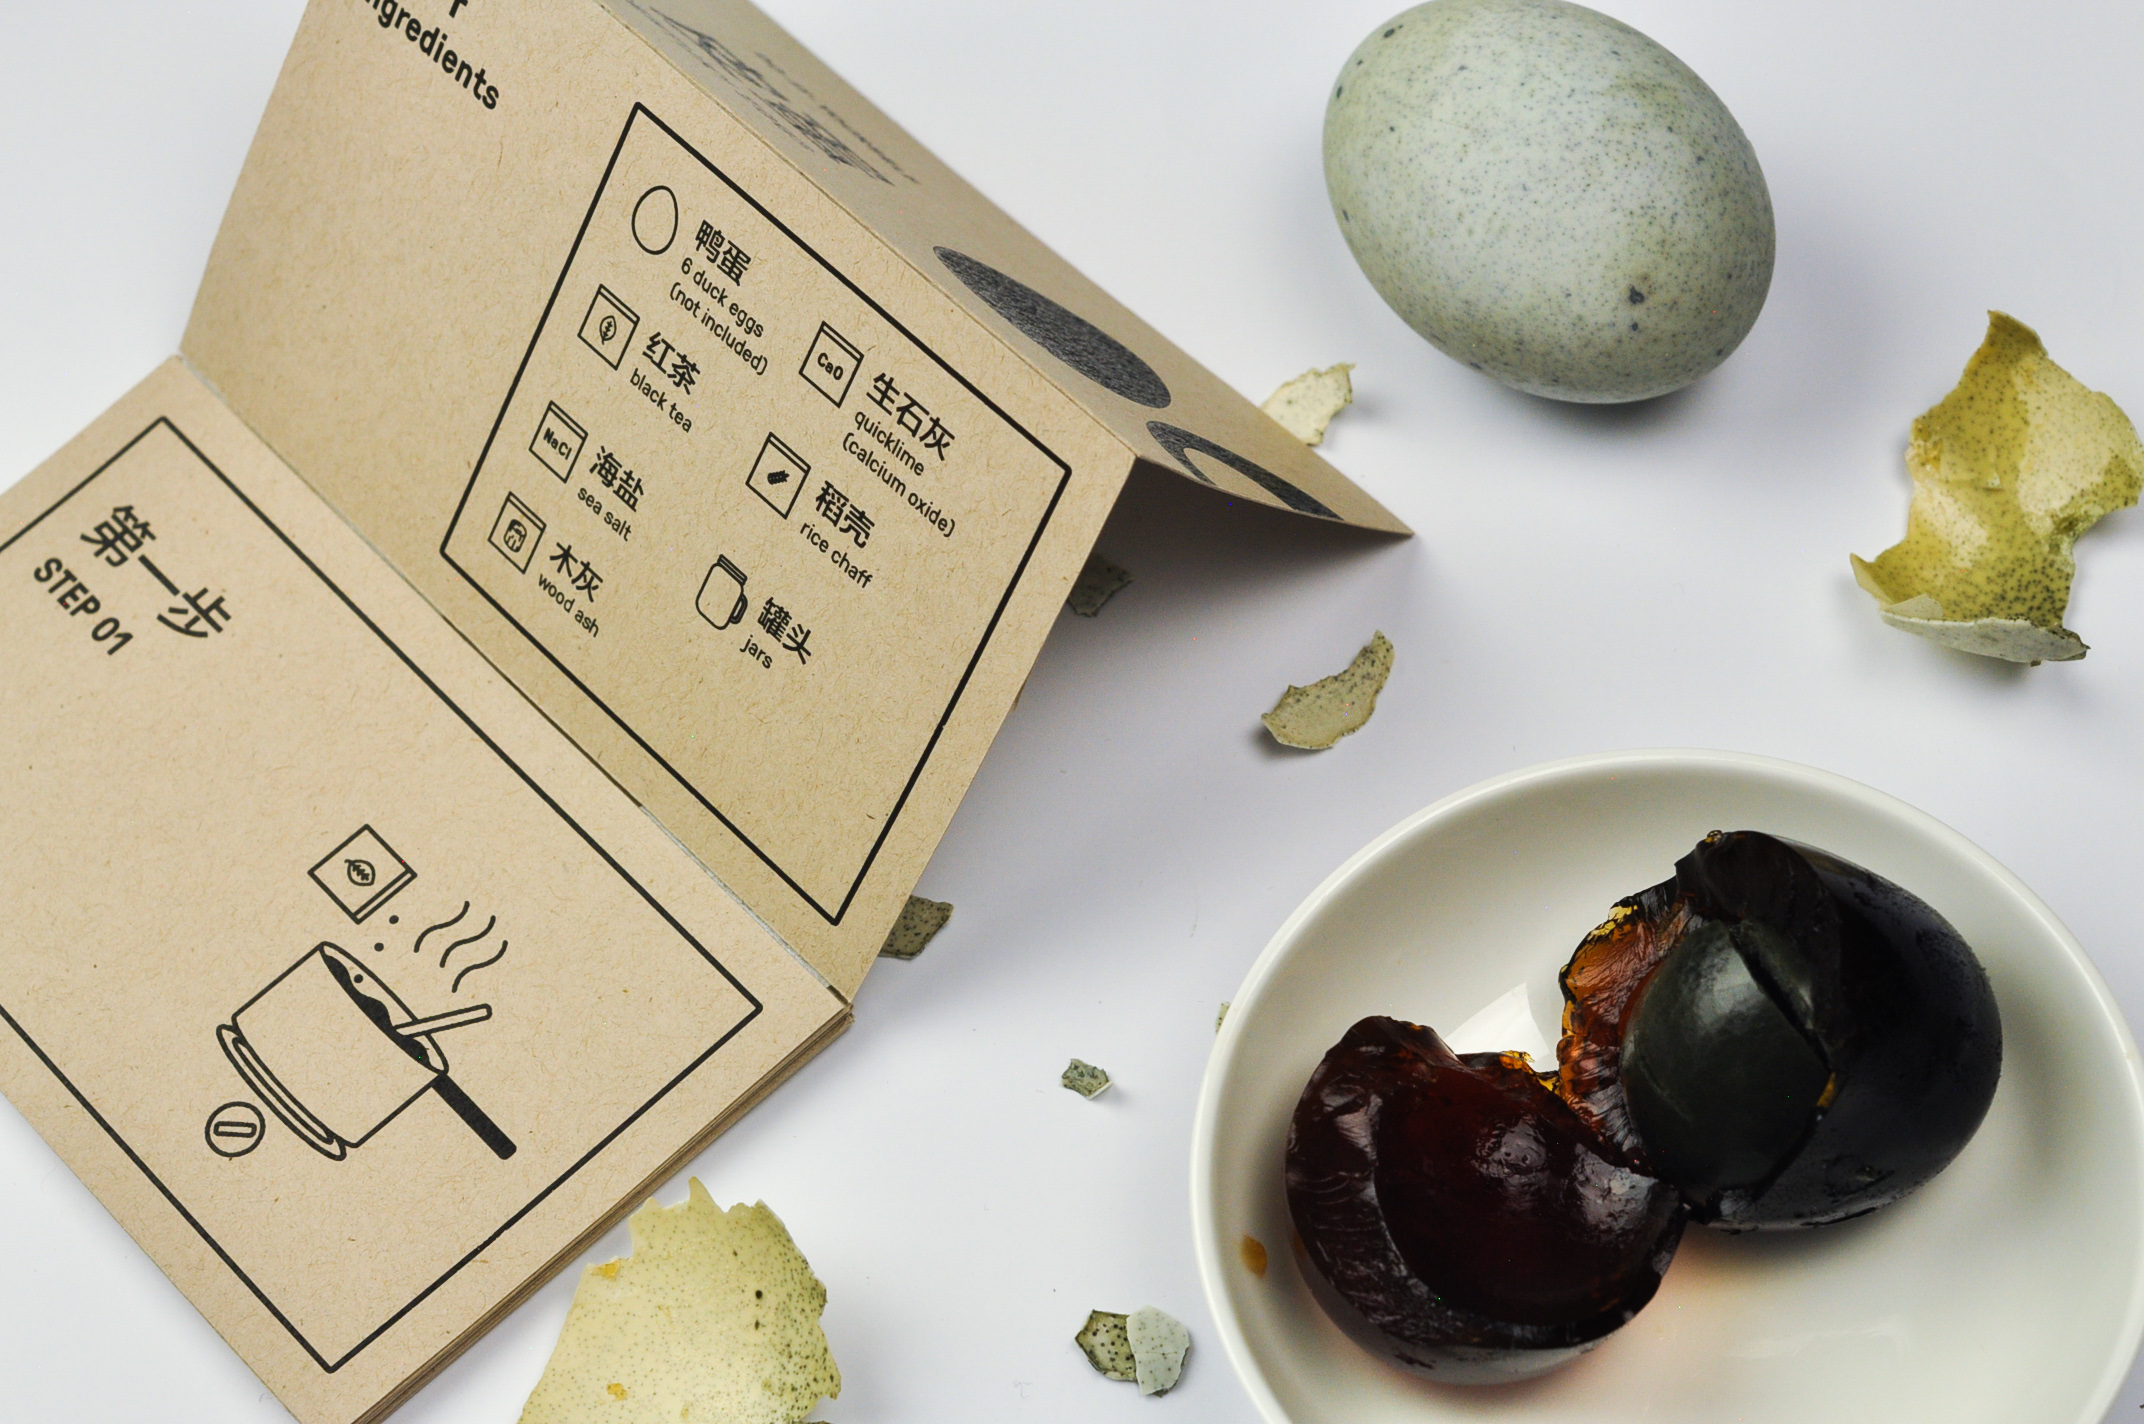 ingredients
鸭蛋
6 duck eggs
(not included)
红茶
black tea
海盐
sea salt
木灰
wood ash
CaO
生石灰
quicklime
(calcium oxide)
稻壳
rice chaff
罐头
jars
NaCl
第一步
STEP 01